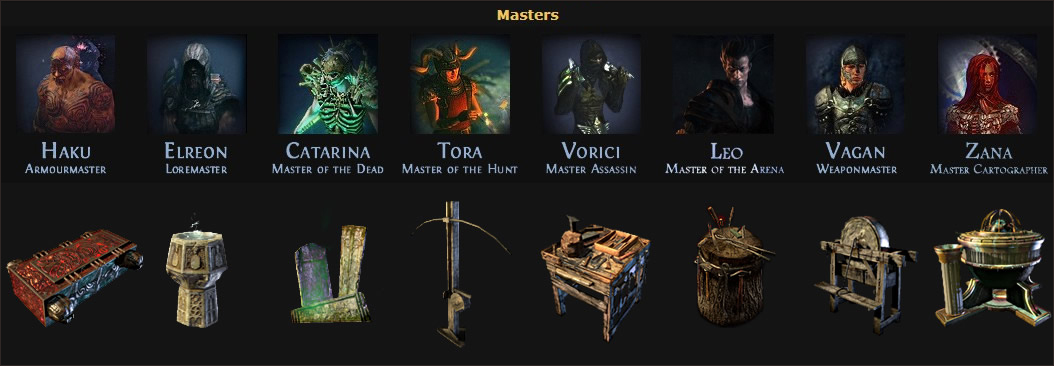 Masters
Haku
Armourmaster
Elreon
Loremaster
Catarina
Master of the Dead
Tora
Master of the Hunt
Vorici
Master Assassin
Leo
Master of the Arena
Vagan
Weaponmaster
Zana
Master Cartographer